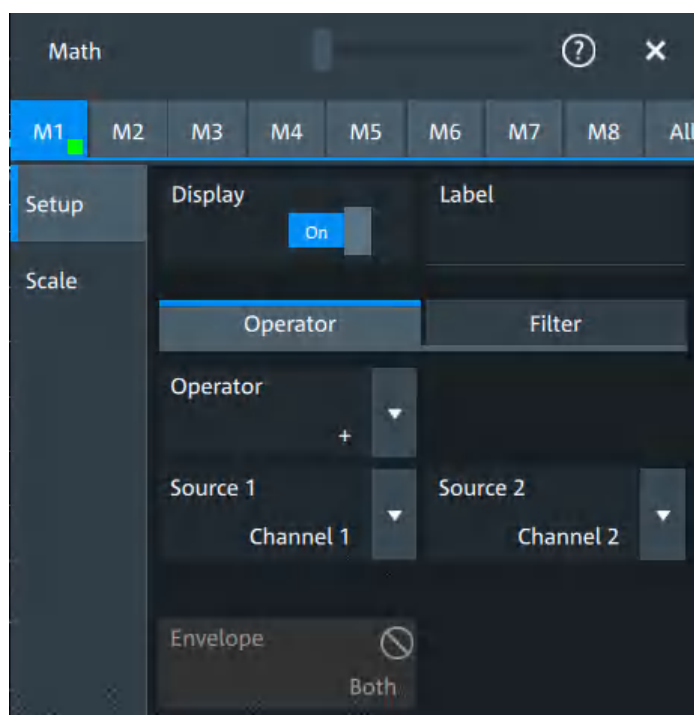 Math
?
M1 M2 M3 M4 M5 M6 M7 M8 All
Setup
Display
Label
On
Scale
Operator Filter
Operator
+
Source 1 Source 2
Channel 1 Channel 2
Envelope
Both